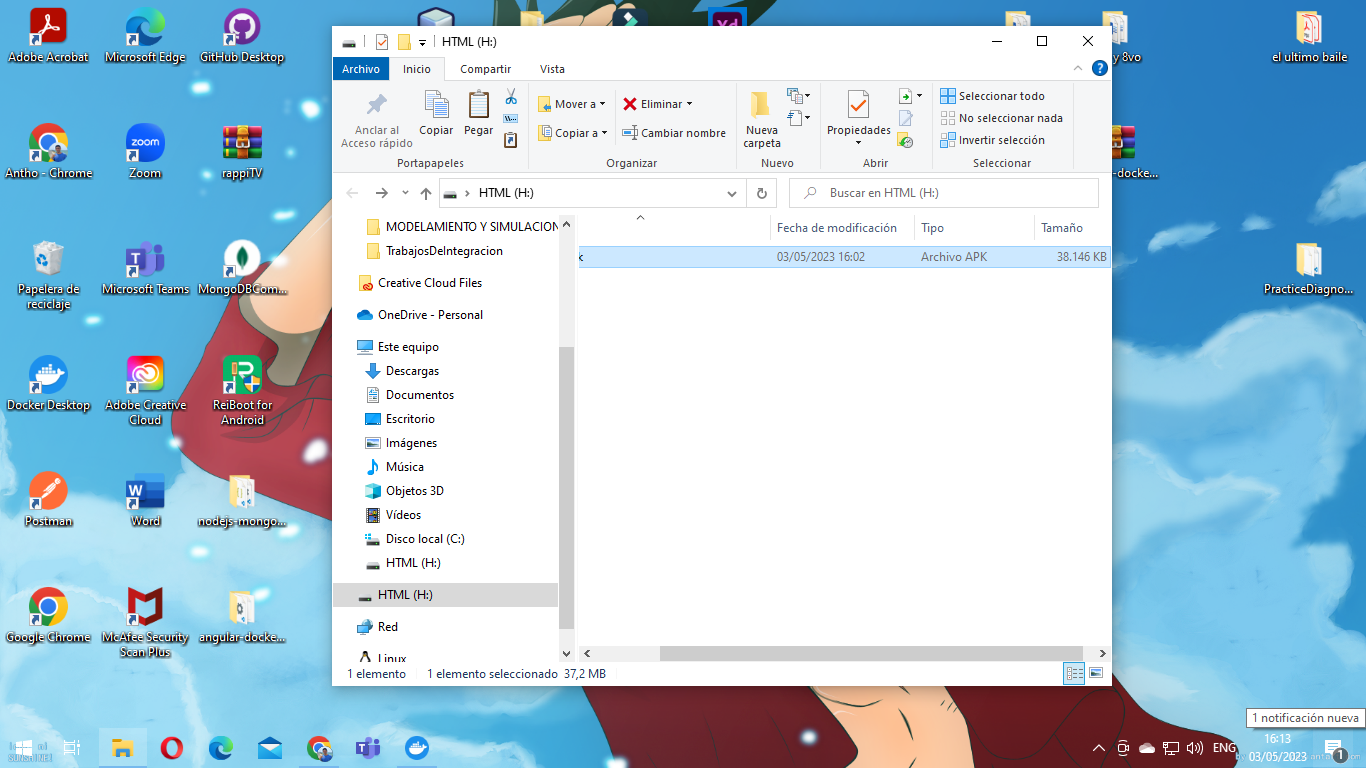 Adobe Acrobat
Microsoft Edge
GitHub Desktop
Xd
y 8vo
el ultimo baile
Antho - Chrome
zoom
Zoom
rappiTV
-docke...
Papelera de
reciclaje
Microsoft Teams
MongoDBCom...
PracticeDiagno...
Docker Desktop
Adobe Creative
Cloud
ReiBoot for
Android
Postman
Word
nodejs-mongo...
Google Chrome
McAfee Security
Scan Plus
angular-docke...
HTML (H:)
Archivo
Inicio
Compartir
Vista
Anclar al
Acceso rápido
Copiar
Pegar
Portapapeles
Mover a
Copiar a
Eliminar
Cambiar nombre
Organizar
Nueva
carpeta
Nuevo
Propiedades
Abrir
Seleccionar todo
No seleccionar nada
Invertir selección
Seleccionar
HTML (H:)
Buscar en HTML (H:)
MODELAMIENTO Y SIMULACION
TrabajosDeIntegracion
Creative Cloud Files
OneDrive - Personal
Este equipo
Descargas
Documentos
Escritorio
Imágenes
Música
Objetos 3D
Vídeos
Disco local (C:)
HTML (H:)
HTML (H:)
Red
Linux
Fecha de modificación
Tipo
Tamaño
k
03/05/2023 16:02
Archivo APK
38.146 KB
1 elemento
1 elemento seleccionado
37,2 MB
1 notificación nueva
ENG
16:13
03/05/2023
1